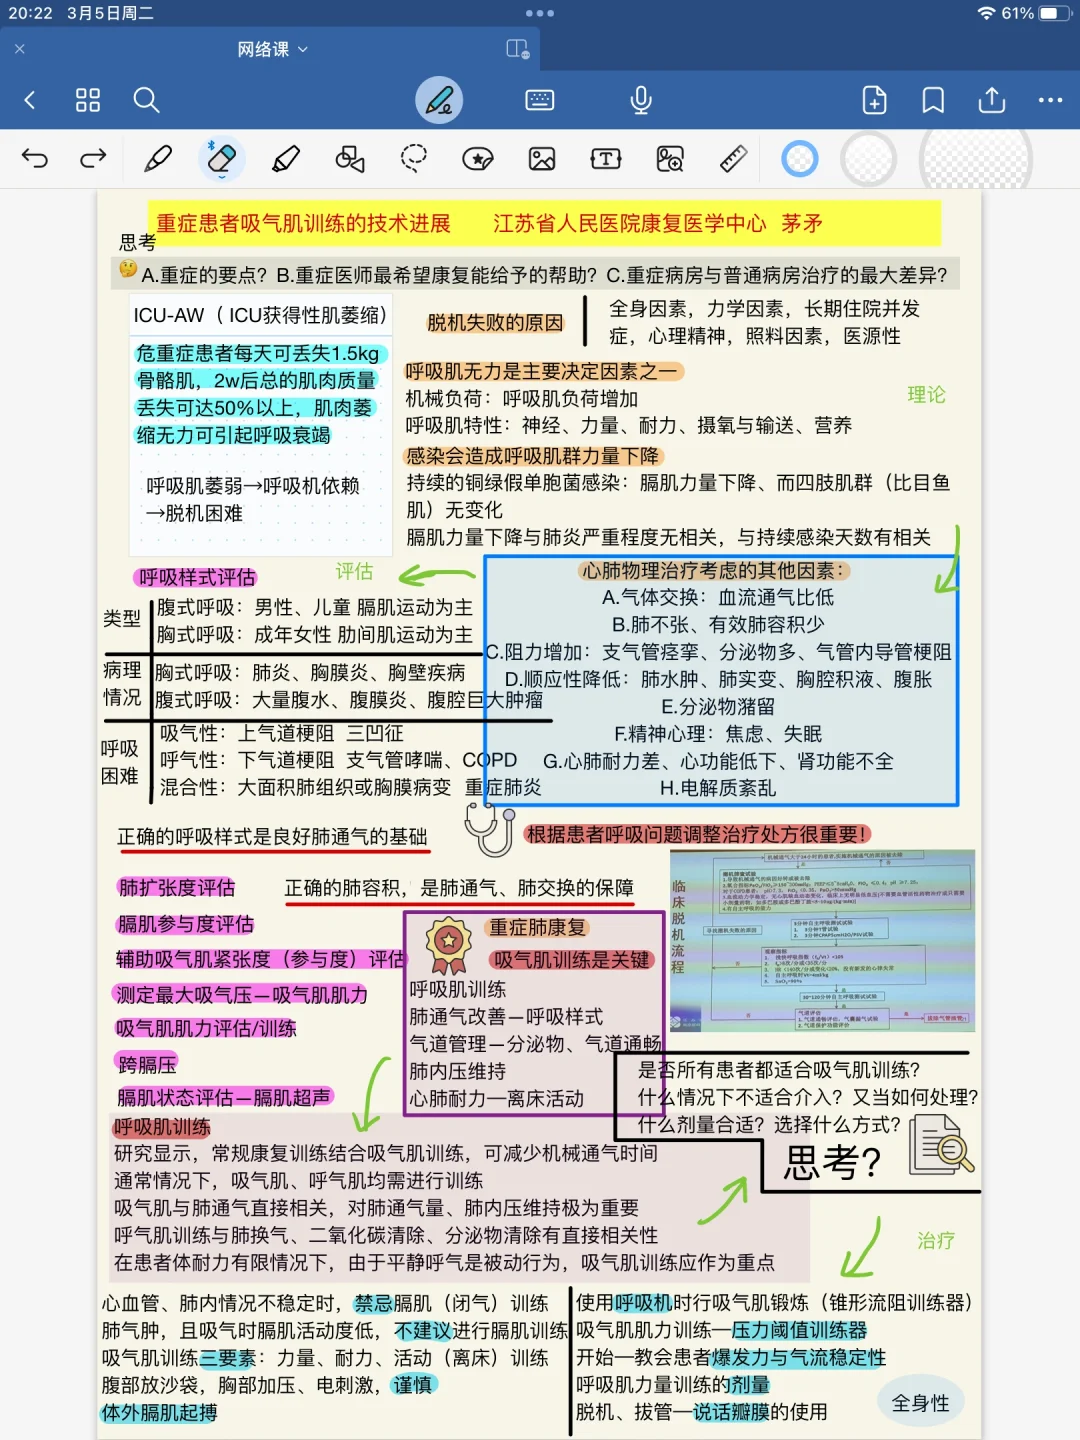 20:22 3月5日周二
61%
网络课
重症患者吸气肌训练的技术进展 江苏省人民医院康复医学中心 茅矛
思考
A.重症的要点？B.重症医师最希望康复能给予的帮助？C.重症病房与普通病房治疗的最大差异？
ICU-AW（ ICU获得性肌萎缩）
危重症患者每天可丢失1.5kg
骨骼肌，2w后总的肌肉质量
丢失可达50%以上，肌肉萎
缩无力可引起呼吸衰竭
呼吸肌萎弱→呼吸机依赖
→脱机困难
脱机失败的原因
全身因素，力学因素，长期住院并发
症，心理精神，照料因素，医源性
呼吸肌无力是主要决定因素之一
机械负荷：呼吸肌负荷增加
呼吸肌特性：神经、力量、耐力、摄氧与输送、营养
理论
感染会造成呼吸肌群力量下降
持续的铜绿假单胞菌感染：膈肌力量下降、而四肢肌群（比目鱼
肌）无变化
膈肌力量下降与肺炎严重程度无相关，与持续感染天数有相关
呼吸样式评估
评估
类型
腹式呼吸：男性、儿童 膈肌运动为主
胸式呼吸：成年女性 肋间肌运动为主
病理
情况
胸式呼吸：肺炎、胸膜炎、胸壁疾病
腹式呼吸：大量腹水、腹膜炎、腹腔巨大肿瘤
呼吸
困难
吸气性：上气道梗阻 三凹征
呼气性：下气道梗阻 支气管哮喘、COPD
混合性：大面积肺组织或胸膜病变 重症肺炎
心肺物理治疗考虑的其他因素：
A.气体交换：血流通气比低
B.肺不张、有效肺容积少
C.阻力增加：支气管痉挛、分泌物多、气管内导管梗阻
D.顺应性降低：肺水肿、肺实变、胸腔积液、腹胀
E.分泌物潴留
F.精神心理：焦虑、失眠
G.心肺耐力差、心功能低下、肾功能不全
H.电解质紊乱
正确的呼吸样式是良好肺通气的基础
根据患者呼吸问题调整治疗处方很重要！
肺扩张度评估
正确的肺容积，是肺通气、肺交换的保障
膈肌参与度评估
辅助吸气肌紧张度（参与度）评估
测定最大吸气压—吸气肌肌力
吸气肌肌力评估/训练
跨膈压
膈肌状态评估—膈肌超声
重症肺康复
吸气肌训练是关键
呼吸肌训练
肺通气改善—呼吸样式
气道管理—分泌物、气道通畅
肺内压维持
心肺耐力—离床活动
临床脱机流程
是否所有患者都适合吸气肌训练？
什么情况下不适合介入？又当如何处理？
什么剂量合适？选择什么方式？
思考？
呼吸肌训练
研究显示，常规康复训练结合吸气肌训练，可减少机械通气时间
通常情况下，吸气肌、呼气肌均需进行训练
吸气肌与肺通气直接相关，对肺通气量、肺内压维持极为重要
呼气肌训练与肺换气、二氧化碳清除、分泌物清除有直接相关性
在患者体耐力有限情况下，由于平静呼气是被动行为，吸气肌训练应作为重点
治疗
心血管、肺内情况不稳定时，禁忌膈肌（闭气）训练
肺气肿，且吸气时膈肌活动度低，不建议进行膈肌训练
吸气肌训练三要素：力量、耐力、活动（离床）训练
腹部放沙袋，胸部加压、电刺激，谨慎
体外膈肌起搏
使用呼吸机时行吸气肌锻炼（锥形流阻训练器）
吸气肌肌力训练—压力阈值训练器
开始—教会患者爆发力与气流稳定性
呼吸肌力量训练的剂量
脱机、拔管—说话瓣膜的使用
全身性